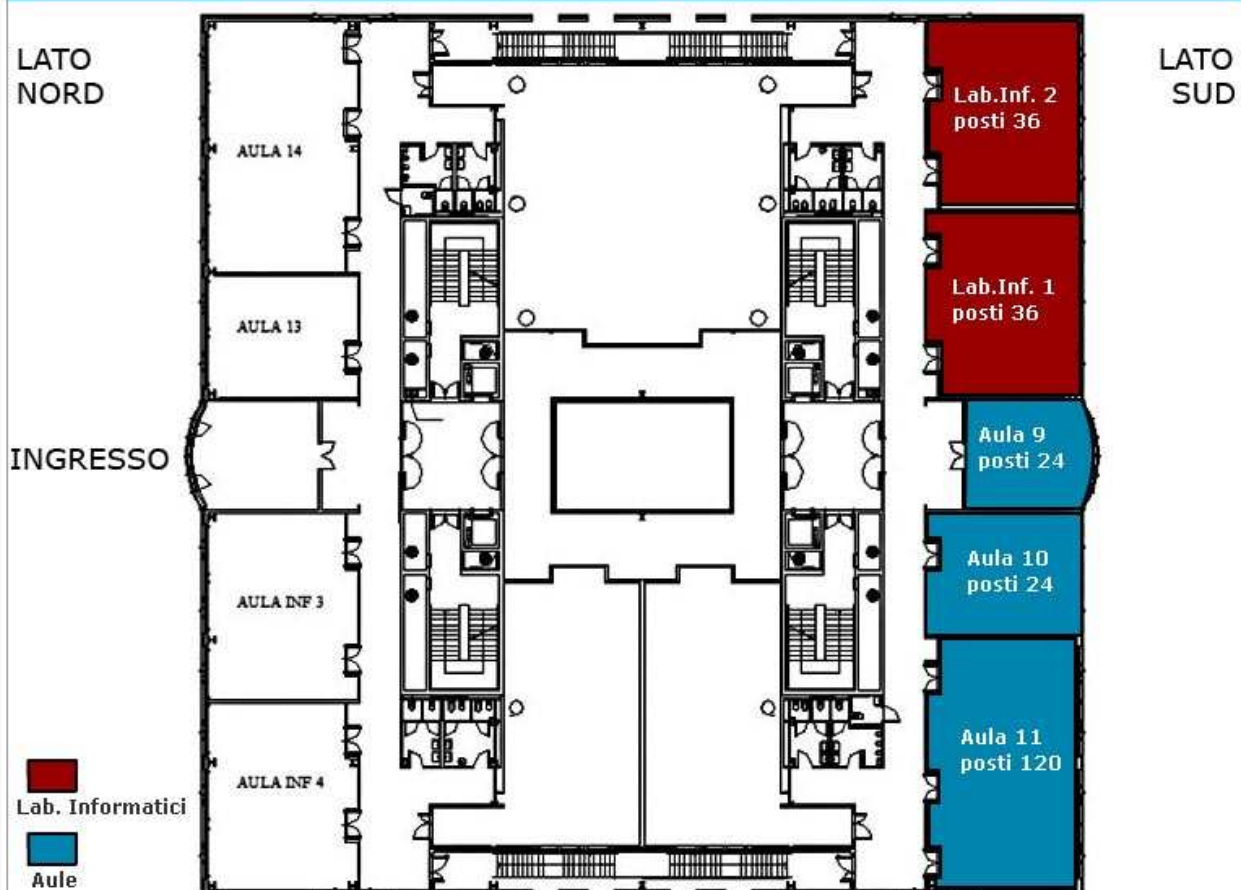 LATO
NORD
LATO
SUD
Lab.Inf. 2
posti 36
AULA 14
Lab.Inf. 1
posti 36
AULA 13
Aula 9
posti 24
INGRESSO
Aula 10
posti 24
AULA INF 3
Aula 11
posti 120
AULA INF 4
Lab. Informatici
Aule